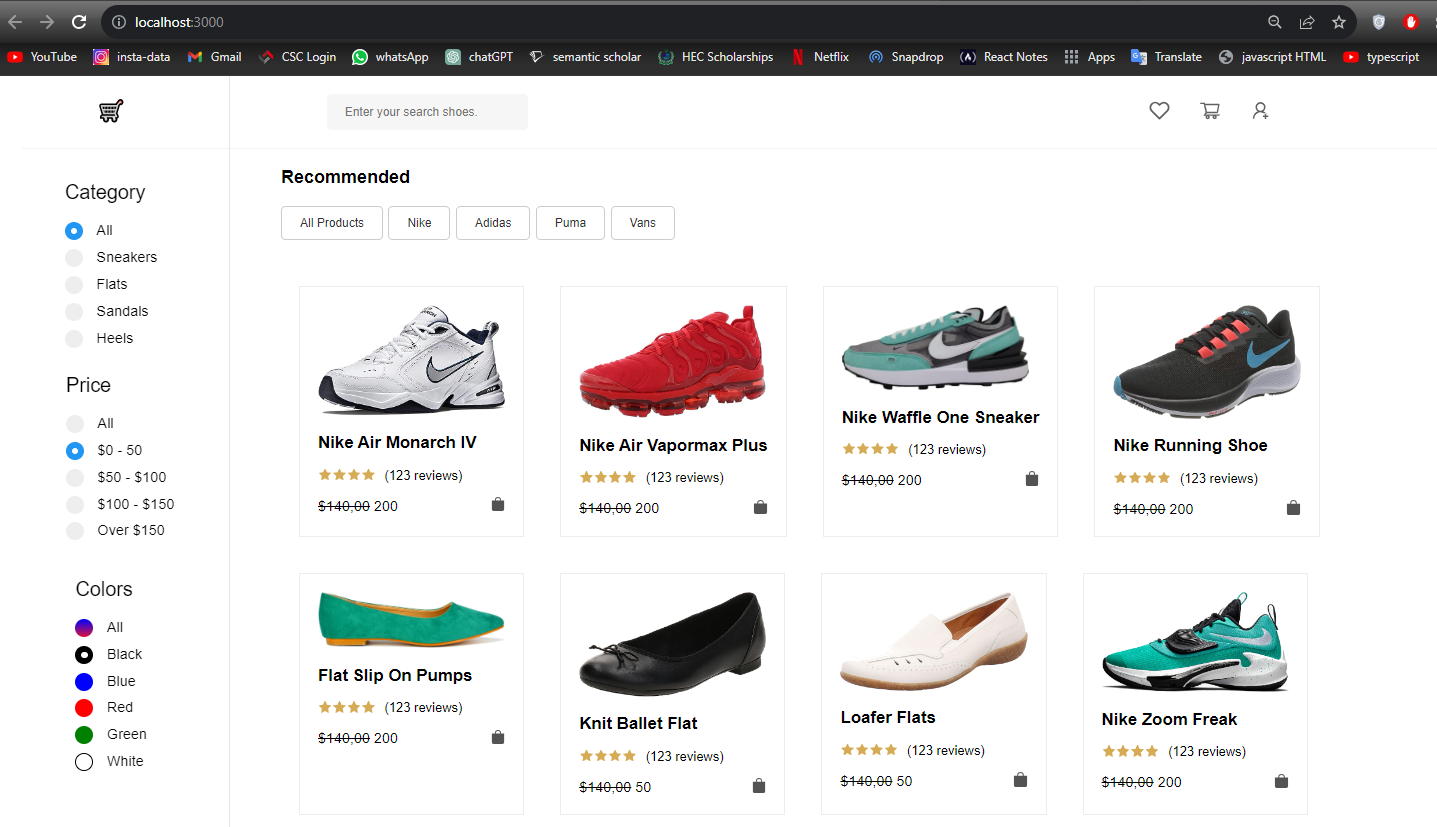 localhost:3000
YouTube insta-data Gmail CSC Login whatsApp chatGPT semantic scholar HEC Scholarships Netflix Snapdrop React Notes Apps Translate javascript HTML typescript
Enter your search shoes.
Category
All
Sneakers
Flats
Sandals
Heels
Price
All
$0 - 50
$50 - $100
$100 - $150
Over $150
Colors
All
Black
Blue
Red
Green
White
Recommended
All Products Nike Adidas Puma Vans
Nike Air Monarch IV
(123 reviews)
$140,00 200
Nike Air Vapormax Plus
(123 reviews)
$140,00 200
Nike Waffle One Sneaker
(123 reviews)
$140,00 200
Nike Running Shoe
(123 reviews)
$140,00 200
Flat Slip On Pumps
(123 reviews)
$140,00 200
Knit Ballet Flat
(123 reviews)
$140,00 50
Loafer Flats
(123 reviews)
$140,00 50
Nike Zoom Freak
(123 reviews)
$140,00 200